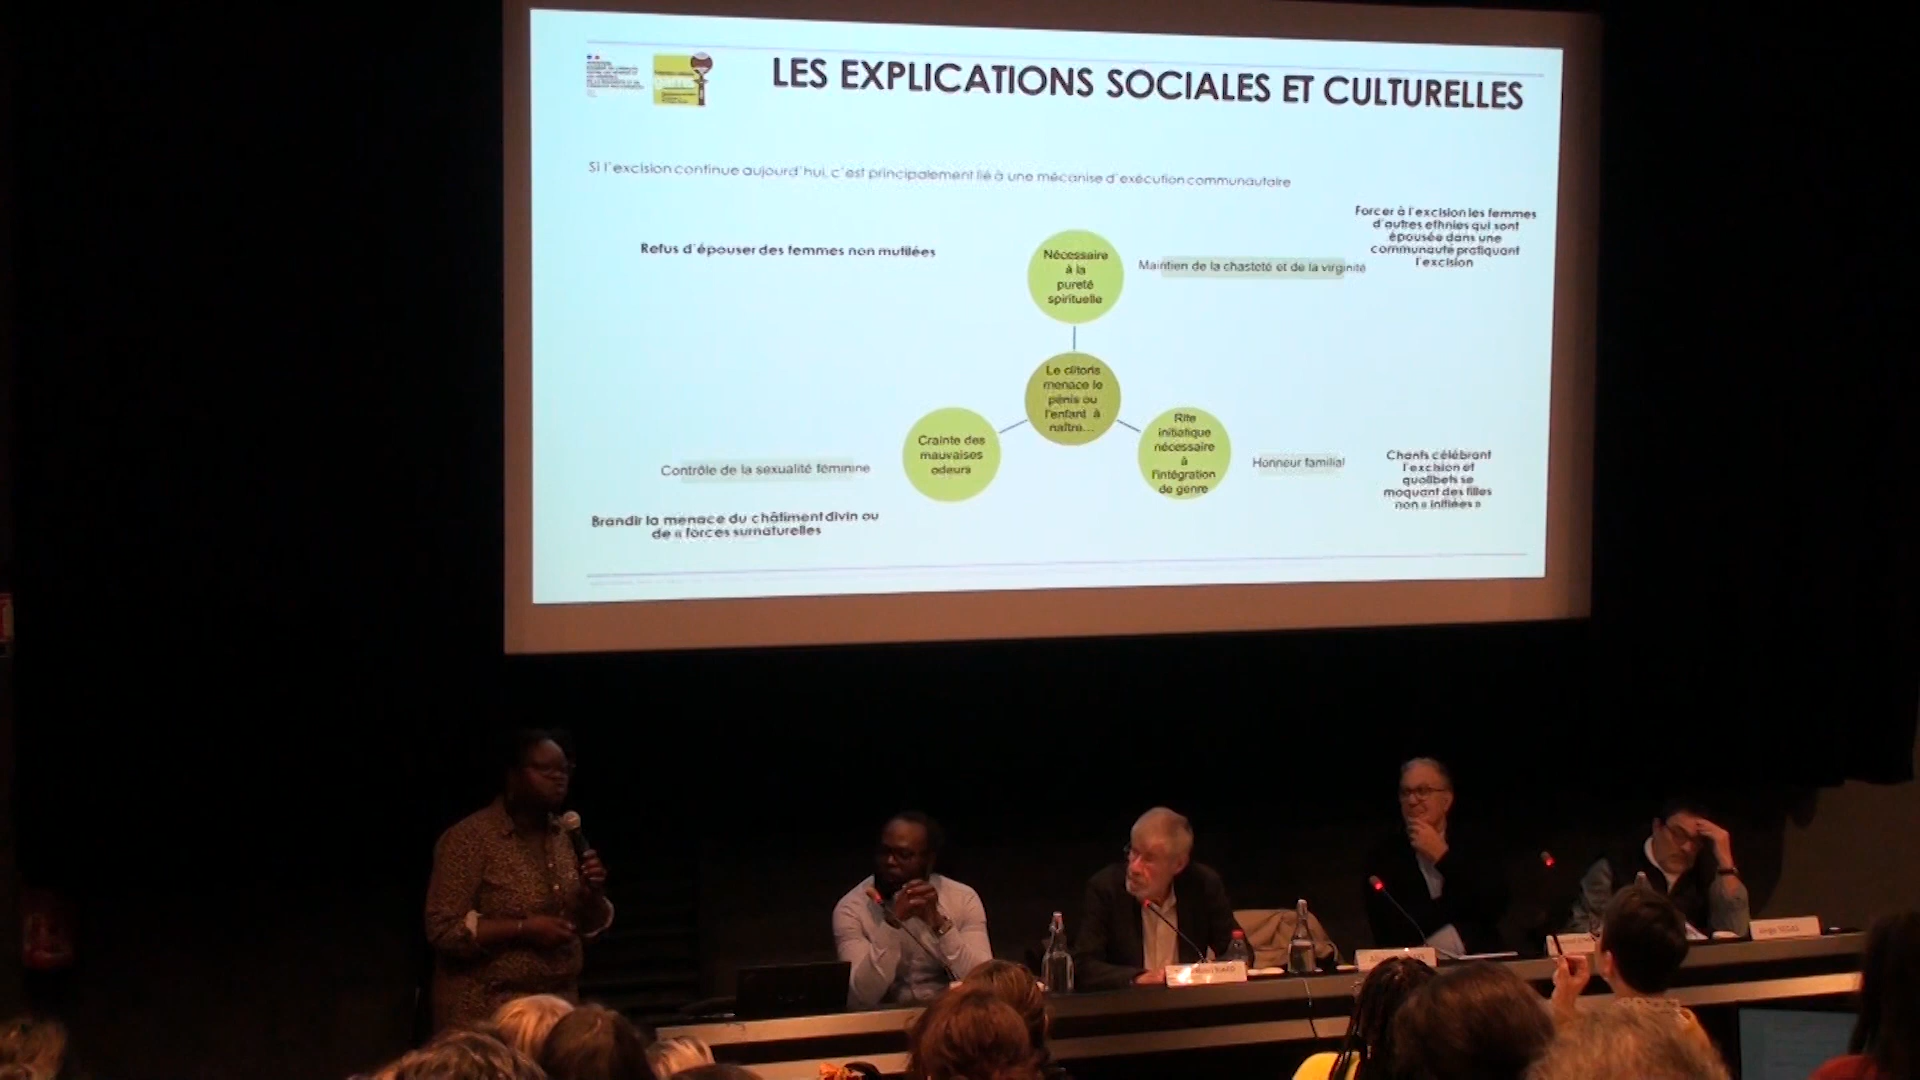 LES EXPLICATIONS SOCIALES ET CULTURELLES
Si l'excision continue aujourd'hui, c'est principalement lié à une mécanise d'exécution communautaire
Refus d'épouser des femmes non mutilées
Nécessaire
à la
pureté
spirituelle
Maintien de la chasteté et de la virginité
Forcer à l'excision les femmes
d'autres ethnies qui sont
épousée dans une
communauté pratiquant
l'excision
Le clitoris
menace le
pénis ou
l'enfant à
naître...
Crainte des
mauvaises
odeurs
Rite
initiatique
nécessaire
à
l'intégration
de genre
Contrôle de la sexualité féminine
Honneur familial
Chants célébrant
l'excision et
quolibets se
moquant des filles
non « initiées »
Brandir la menace du châtiment divin ou
de « forces surnaturelles